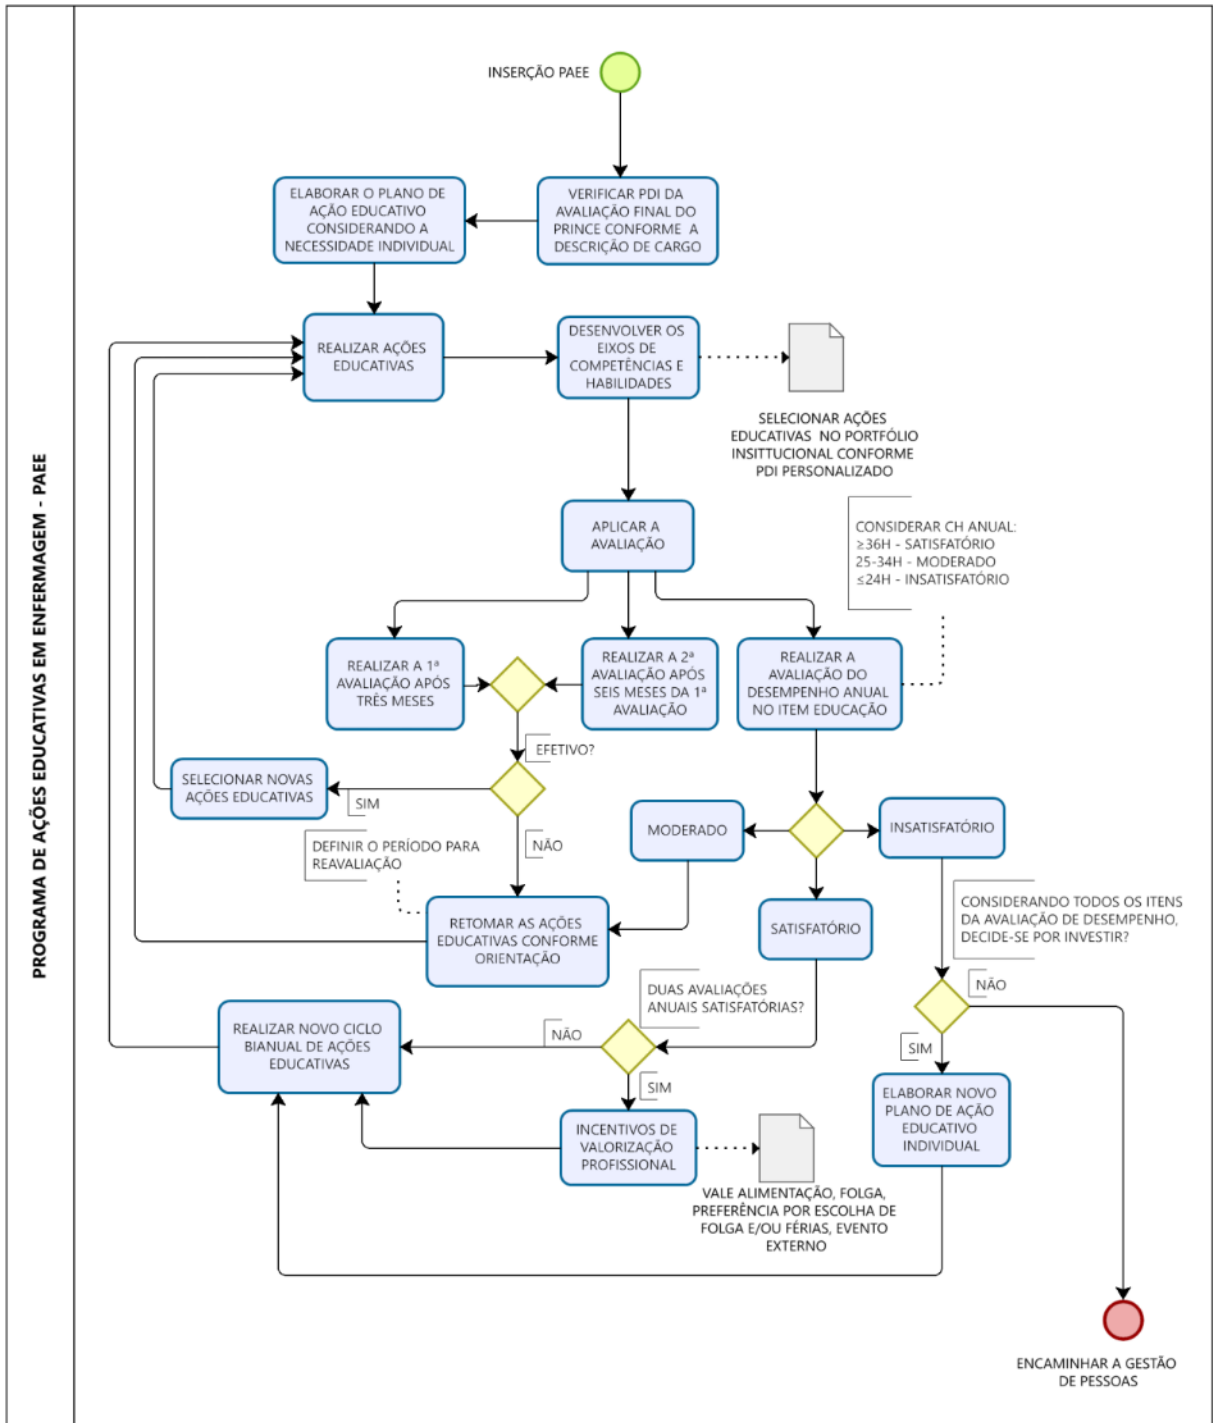 PROGRAMA DE AÇÕES EDUCATIVAS EM ENFERMAGEM - PAEE
INSERÇÃO PAEE
ELABORAR O PLANO DE
AÇÃO EDUCATIVO
CONSIDERANDO A
NECESSIDADE INDIVIDUAL
VERIFICAR PDI DA
AVALIAÇÃO FINAL DO
PRINCE CONFORME A
DESCRIÇÃO DE CARGO
REALIZAR AÇÕES
EDUCATIVAS
DESENVOLVER OS
EIXOS DE
COMPETÊNCIAS E
HABILIDADES
SELECIONAR AÇÕES
EDUCATIVAS NO PORTFÓLIO
INSITTUCIONAL CONFORME
PDI PERSONALIZADO
APLICAR A
AVALIAÇÃO
CONSIDERAR CH ANUAL:
≥36H - SATISFATÓRIO
25-34H - MODERADO
≤24H - INSATISFATÓRIO
REALIZAR A 1ª
AVALIAÇÃO APÓS
TRÊS MESES
REALIZAR A 2ª
AVALIAÇÃO APÓS
SEIS MESES DA 1ª
AVALIAÇÃO
REALIZAR A
AVALIAÇÃO DO
DESEMPENHO ANUAL
NO ITEM EDUCAÇÃO
EFETIVO?
SELECIONAR NOVAS
AÇÕES EDUCATIVAS
SIM
NÃO
DEFINIR O PERÍODO PARA
REAVALIAÇÃO
MODERADO
INSATISFATÓRIO
RETOMAR AS AÇÕES
EDUCATIVAS CONFORME
ORIENTAÇÃO
SATISFATÓRIO
CONSIDERANDO TODOS OS ITENS
DA AVALIAÇÃO DE DESEMPENHO,
DECIDE-SE POR INVESTIR?
NÃO
SIM
DUAS AVALIAÇÕES
ANUAIS SATISFATÓRIAS?
NÃO
SIM
REALIZAR NOVO CICLO
BIANUAL DE AÇÕES
EDUCATIVAS
ELABORAR NOVO
PLANO DE AÇÃO
EDUCATIVO
INDIVIDUAL
INCENTIVOS DE
VALORIZAÇÃO
PROFISSIONAL
VALE ALIMENTAÇÃO, FOLGA,
PREFERÊNCIA POR ESCOLHA DE
FOLGA E/OU FÉRIAS, EVENTO
EXTERNO
ENCAMINHAR A GESTÃO
DE PESSOAS